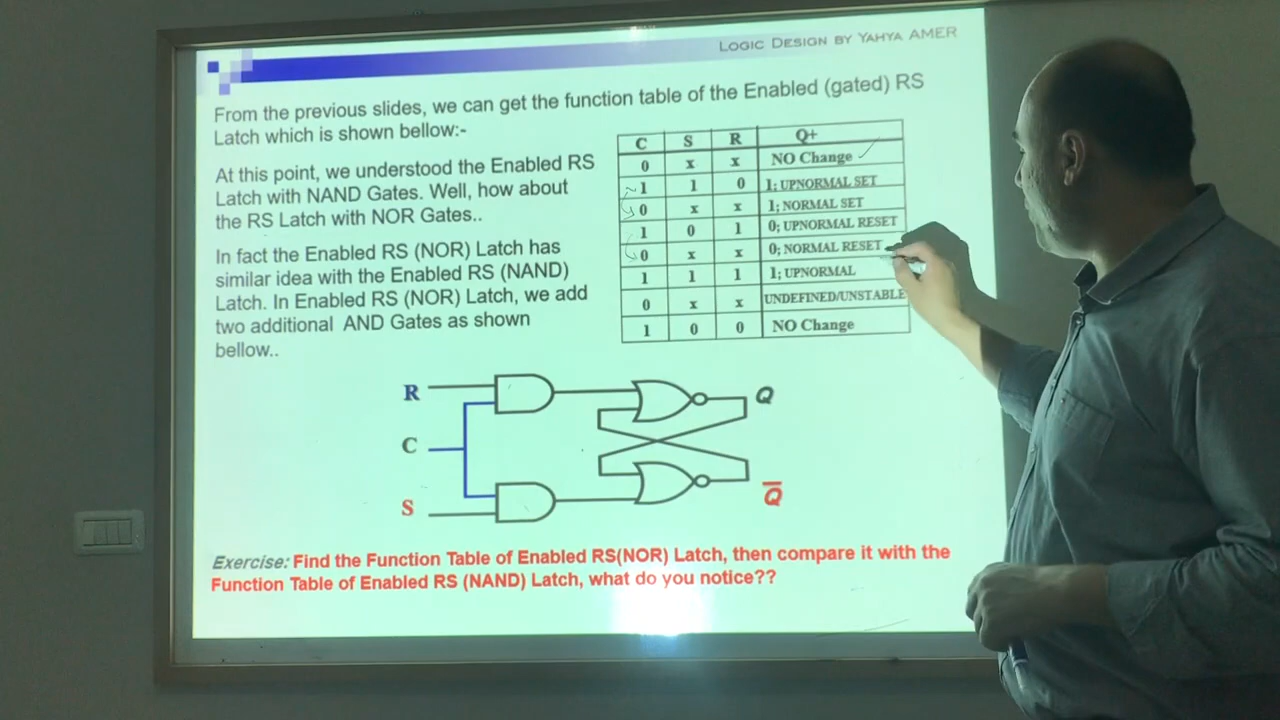 LOGIC DESIGN BY YAHYA AMER
From the previous slides, we can get the function table of the Enabled (gated) RS
Latch which is shown bellow:-
At this point, we understood the Enabled RS
Latch with NAND Gates. Well, how about
the RS Latch with NOR Gates..
In fact the Enabled RS (NOR) Latch has
similar idea with the Enabled RS (NAND)
Latch. In Enabled RS (NOR) Latch, we add
two additional AND Gates as shown
bellow..
C S R Q+
0 x x NO Change
1 1 0 1; UPNORMAL SET
0 x x 1; NORMAL SET
1 0 1 0; UPNORMAL RESET
0 x x 0; NORMAL RESET
1 1 1 1; UPNORMAL
0 x x UNDEFINED/UNSTABLE
1 0 0 NO Change
R
Q
C
S
Q̅
Exercise: Find the Function Table of Enabled RS(NOR) Latch, then compare it with the
Function Table of Enabled RS (NAND) Latch, what do you notice??